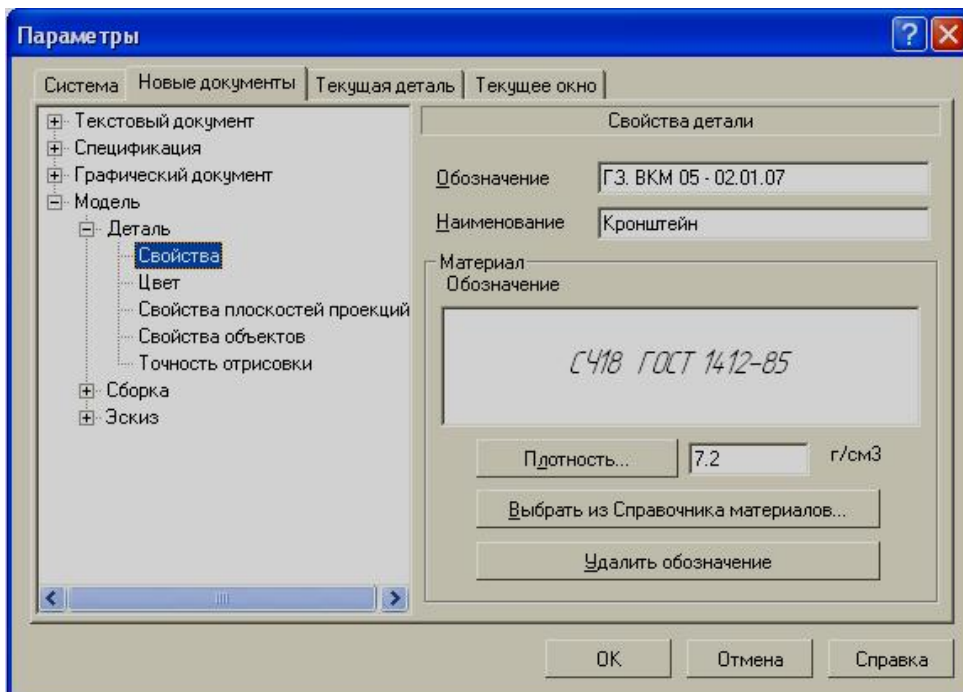 Параметры
Система
Новые документы
Текущая деталь
Текущее окно
Текстовый документ
Спецификация
Графический документ
Модель
Деталь
Свойства
Цвет
Свойства плоскостей проекций
Свойства объектов
Точность отрисовки
Сборка
Эскиз
Свойства детали
Обозначение
ГЗ. ВКМ 05 - 02.01.07
Наименование
Кронштейн
Материал
Обозначение
СЧ18 ГОСТ 1412-85
Плотность...
7.2
г/см3
Выбрать из Справочника материалов...
Удалить обозначение
OK
Отмена
Справка